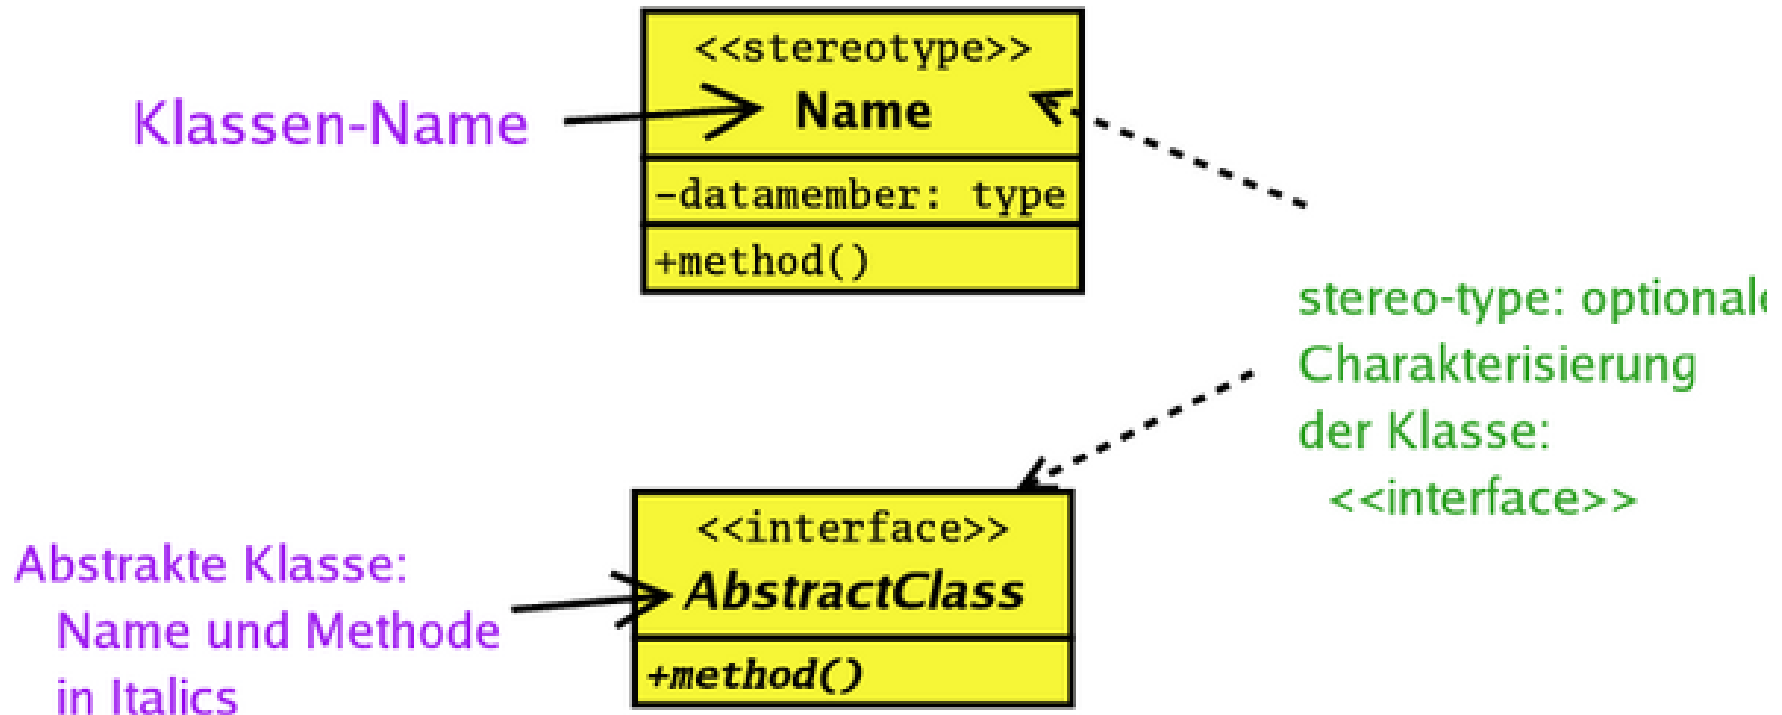 <<stereotype>>
Klassen-Name
Name
-datamember: type
+method()
stereo-type: optionale
Charakterisierung
der Klasse:
<<interface>>
<<interface>>
Abstrakte Klasse:
AbstractClass
Name und Methode
+method()
in Italics